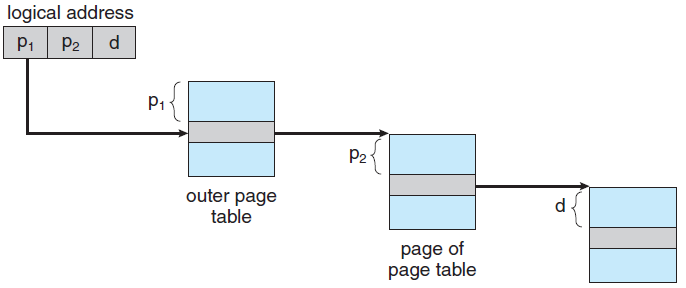 logical address
p₁ p₂ d
p₁
outer page
table
p₂
page of
page table
d